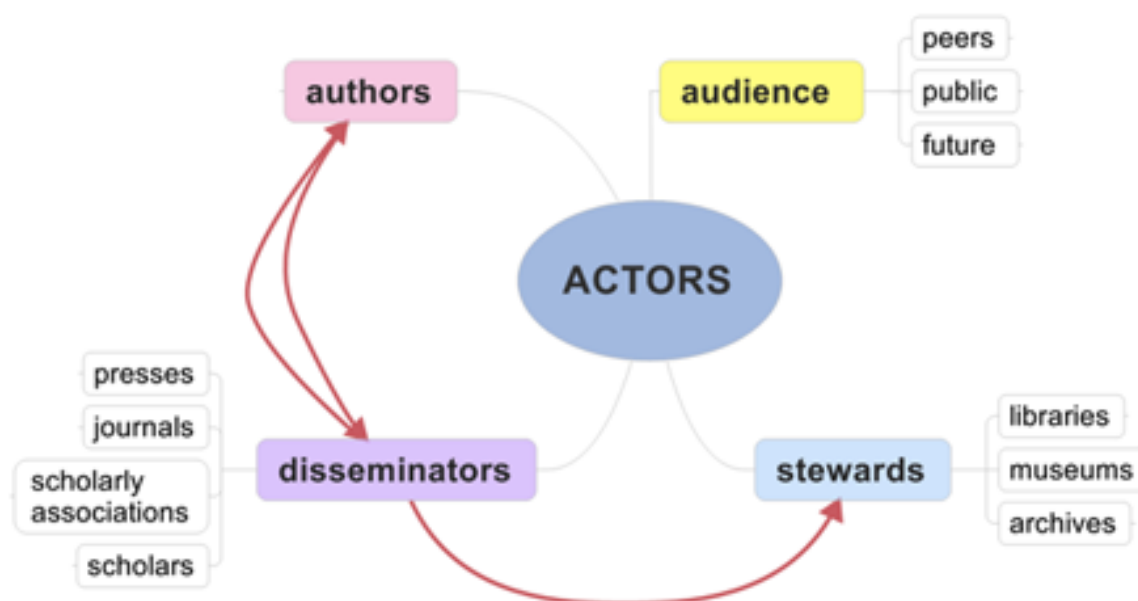 authors
audience
peers
public
future
ACTORS
presses
journals
scholarly
associations
scholars
disseminators
stewards
libraries
museums
archives